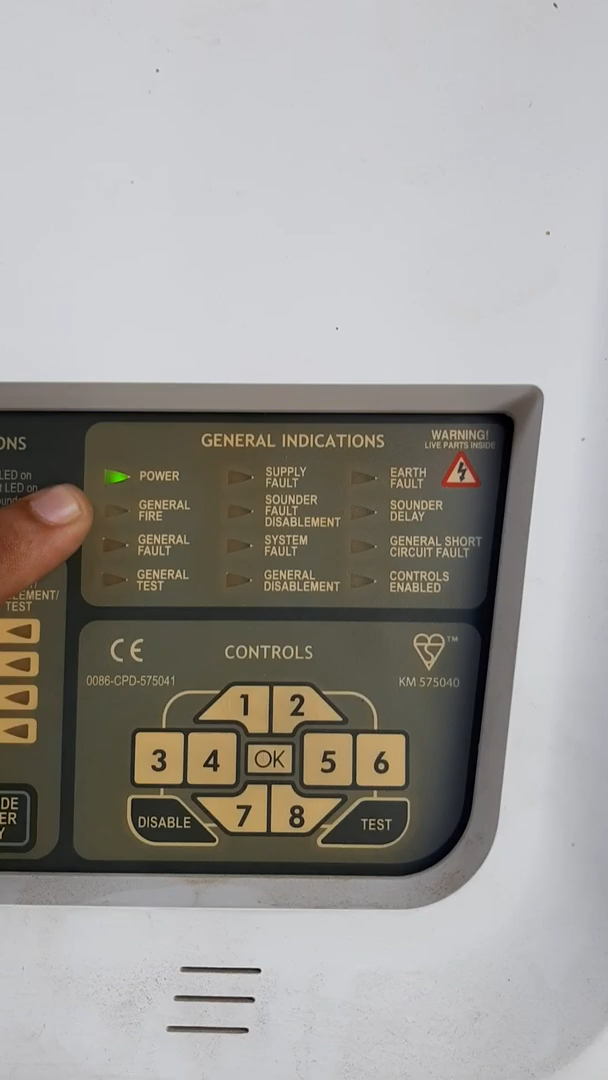 ONS
LED on
LED on
GENERAL INDICATIONS
WARNING!
LIVE PARTS INSIDE
POWER
SUPPLY
FAULT
EARTH
FAULT
GENERAL
FIRE
SOUNDER
FAULT
DISABLEMENT
SOUNDER
DELAY
GENERAL
FAULT
SYSTEM
FAULT
GENERAL SHORT
CIRCUIT FAULT
GENERAL
TEST
GENERAL
DISABLEMENT
CONTROLS
ENABLED
LEMENT/
TEST
DE
ER
Y
CE
CONTROLS
TM
0086-CPD-575041
KM 575040
1 2
3 4 OK 5 6
DISABLE 7 8 TEST